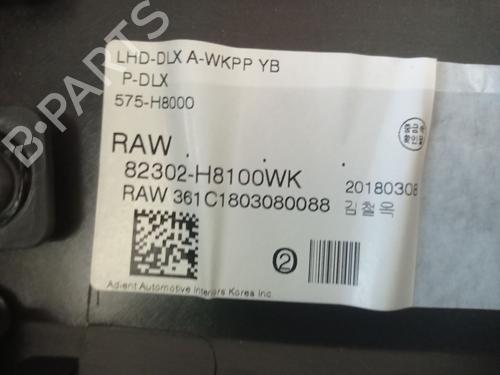 B-PARTS
LHD-DLX A-WKPP YB
P-DLX
575-H8000
RAW
82302-H8100WK
20180308
RAW 361C1803080088
김철옥
2
Adient Automotive Interiors Korea Inc